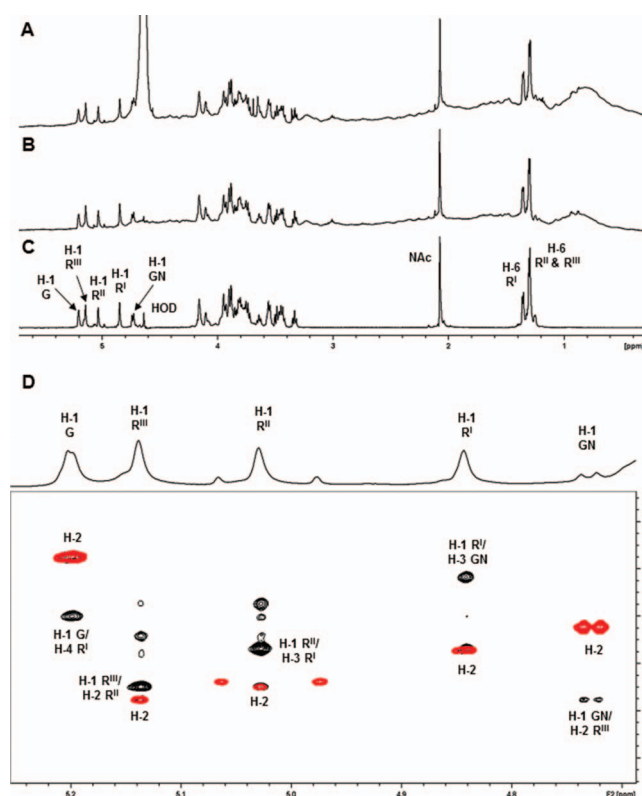 A
B
C
H-1
RIII
H-1
G
H-1
RII
H-1
RI
H-1
GN
HOD
NAc
H-6
RI
H-6
RII & RIII
5
4
3
2
1
[ppm]
D
H-1
G
H-1
RIII
H-1
RII
H-1
RI
H-1
GN
H-2
H-1 G/
H-4 RI
H-1 RIII/
H-2 RII
H-2
H-1 RII/
H-3 RI
H-2
H-1 RI/
H-3 GN
H-2
H-2
H-1 GN/
H-2 RIII
5.2
5.1
5.0
4.9
4.8
F2 [ppm]